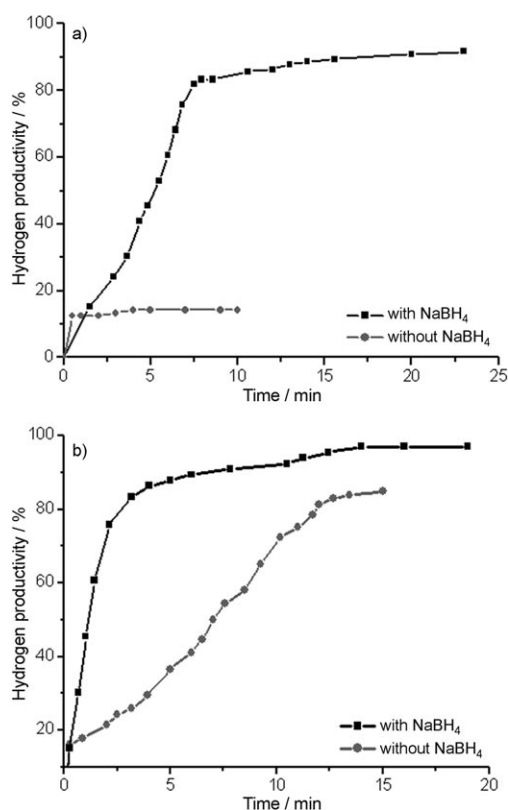 a)
100
80
60
40
20
0
Hydrogen productivity / %
with NaBH₄
without NaBH₄
0 5 10 15 20 25
Time / min
b)
100
80
60
40
20
Hydrogen productivity / %
with NaBH₄
without NaBH₄
0 5 10 15 20
Time / min